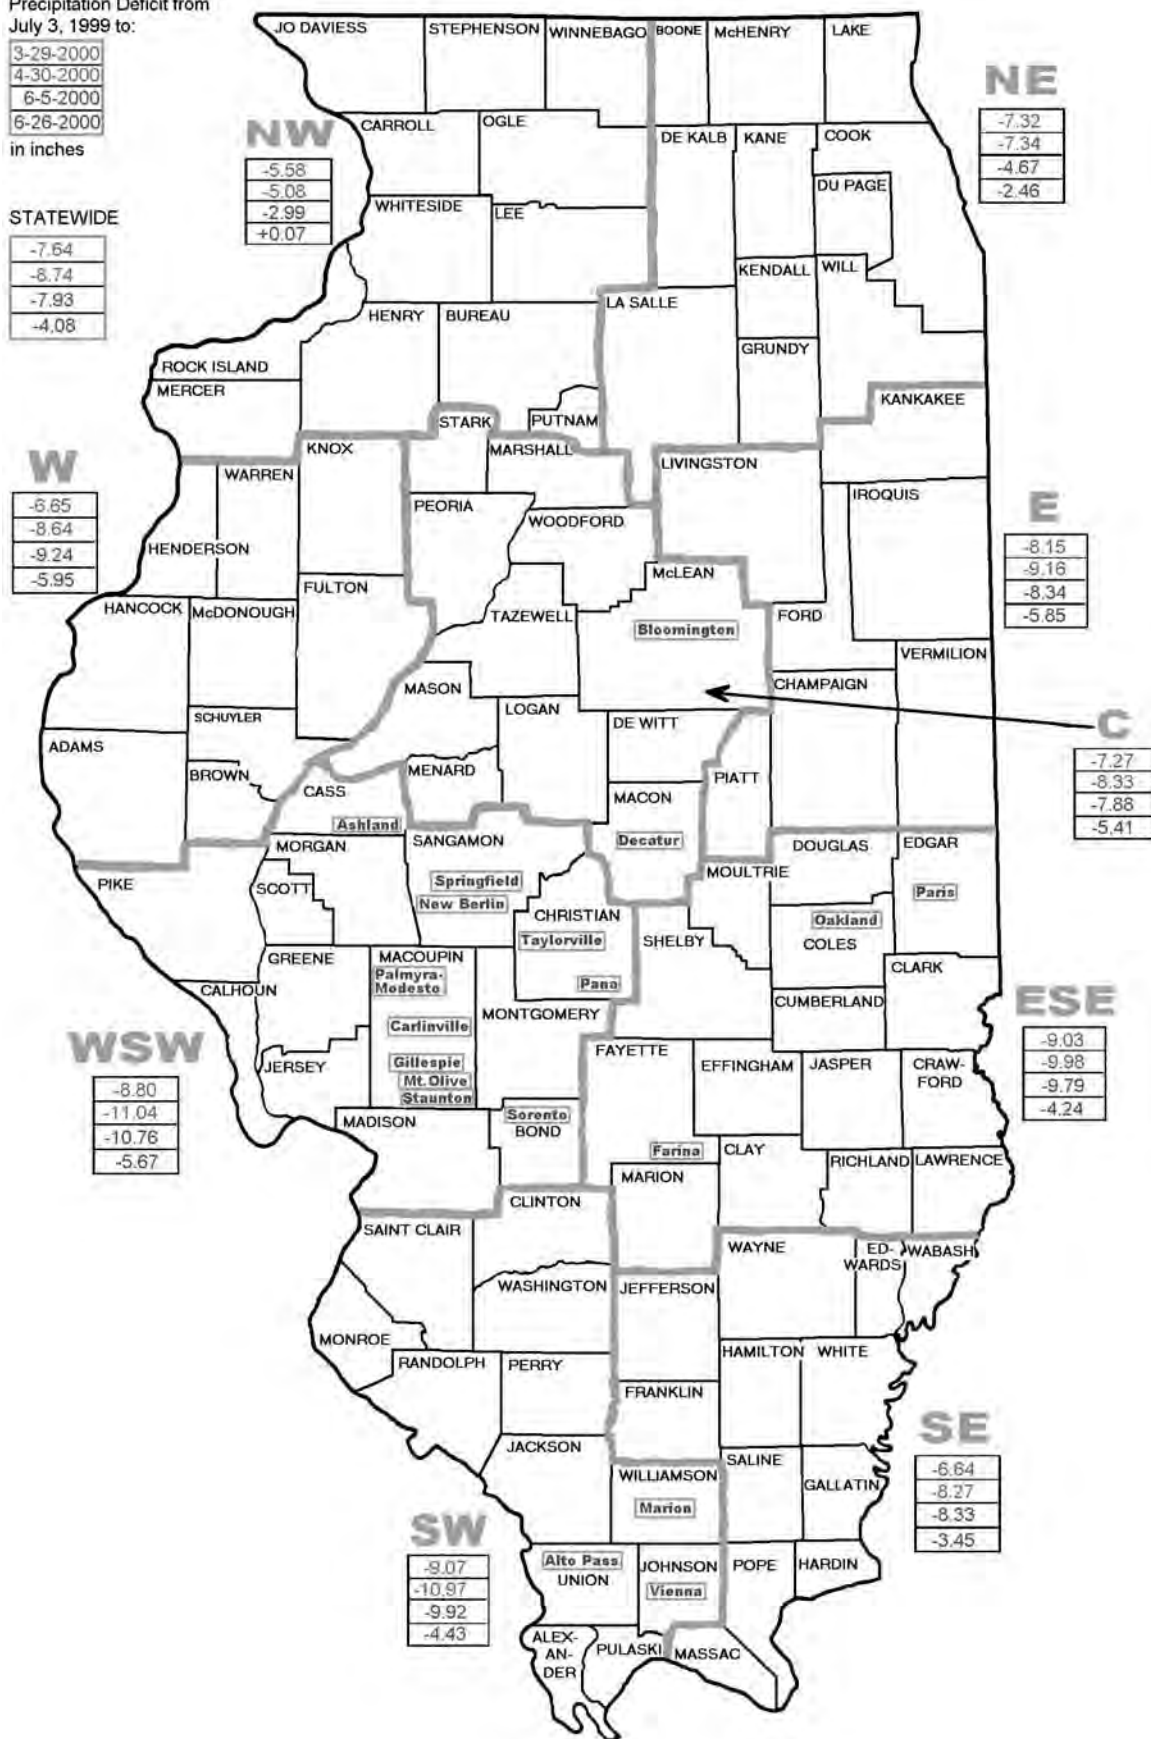 Precipitation Deficit from
July 3, 1999 to:
3-29-2000
4-30-2000
6-5-2000
6-26-2000
in inches
STATEWIDE
-7.64
-8.74
-7.93
-4.08
NW
-5.58
-5.08
-2.99
+0.07
NE
-7.32
-7.34
-4.67
-2.46
W
-6.65
-8.64
-9.24
-5.95
E
-8.15
-9.16
-8.34
-5.85
C
-7.27
-8.33
-7.88
-5.41
WSW
-8.80
-11.04
-10.76
-5.67
ESE
-9.03
-9.98
-9.79
-4.24
SW
-9.07
-10.97
-9.92
-4.43
SE
-6.64
-8.27
-8.33
-3.45
JO DAVIESS
STEPHENSON
WINNEBAGO
BOONE
McHENRY
LAKE
CARROLL
OGLE
DE KALB
KANE
COOK
DU PAGE
WHITESIDE
LEE
KENDALL
WILL
LA SALLE
HENRY
BUREAU
GRUNDY
ROCK ISLAND
MERCER
KANKAKEE
STARK
PUTNAM
KNOX
MARSHALL
LIVINGSTON
WARREN
IROQUIS
PEORIA
WOODFORD
HENDERSON
McLEAN
FULTON
HANCOCK
McDONOUGH
TAZEWELL
FORD
Bloomington
VERMILION
MASON
CHAMPAIGN
LOGAN
SCHUYLER
DE WITT
ADAMS
BROWN
MENARD
PIATT
CASS
MACON
Ashland
MORGAN
SANGAMON
Decatur
DOUGLAS
EDGAR
MOULTRIE
PIKE
SCOTT
Springfield
Paris
New Berlin
CHRISTIAN
Oakland
Taylorville
SHELBY
COLES
GREENE
MACOUPIN
CLARK
Palmyra-
Modesto
Pana
CALHOUN
CUMBERLAND
MONTGOMERY
Carlinville
FAYETTE
Gillespie
EFFINGHAM
JASPER
CRAW-
FORD
JERSEY
Mt. Olive
Staunton
MADISON
Sorento
BOND
Farina
CLAY
RICHLAND
LAWRENCE
MARION
CLINTON
SAINT CLAIR
WAYNE
ED-
WARDS
WABASH
WASHINGTON
JEFFERSON
MONROE
RANDOLPH
PERRY
HAMILTON
WHITE
FRANKLIN
JACKSON
SALINE
WILLIAMSON
GALLATIN
Marion
Alto Pass
UNION
JOHNSON
POPE
HARDIN
Vienna
ALEX-
AN-
DER
PULASKI
MASSAC